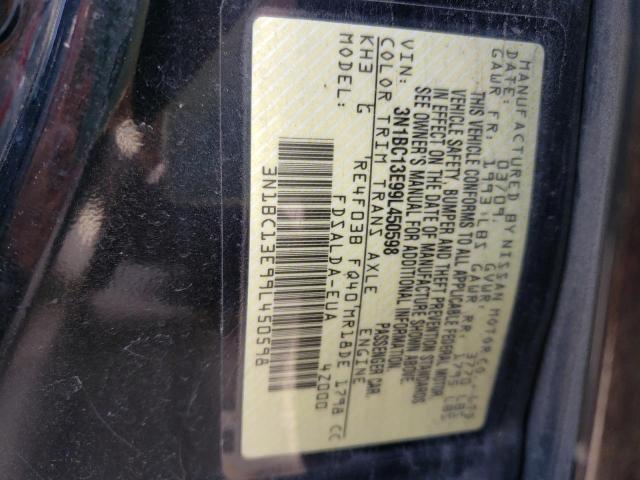 MANUFACTURED BY NISSAN MOTOR CO.
DATE: 03/09 GVWR:
GAWR FR. 1993 LBS GAWR RR. 1795 LBS
THIS VEHICLE CONFORMS TO ALL APPLICABLE FEDERAL MOTOR
VEHICLE SAFETY, BUMPER AND THEFT PREVENTION STANDARDS
IN EFFECT ON THE DATE OF MANUFACTURE SHOWN ABOVE.
SEE OWNER'S MANUAL FOR ADDITIONAL INFORMATION.
VIN: 3N1BC13E99L450598 PASSENGER CAR
COLOR TRIM TRANS AXLE ENGINE
KH3 G RE4F03B FQ40 MR18DE 1798 CC
MODEL: FDSALDA-EUA 4Z000
3N1BC13E99L450598